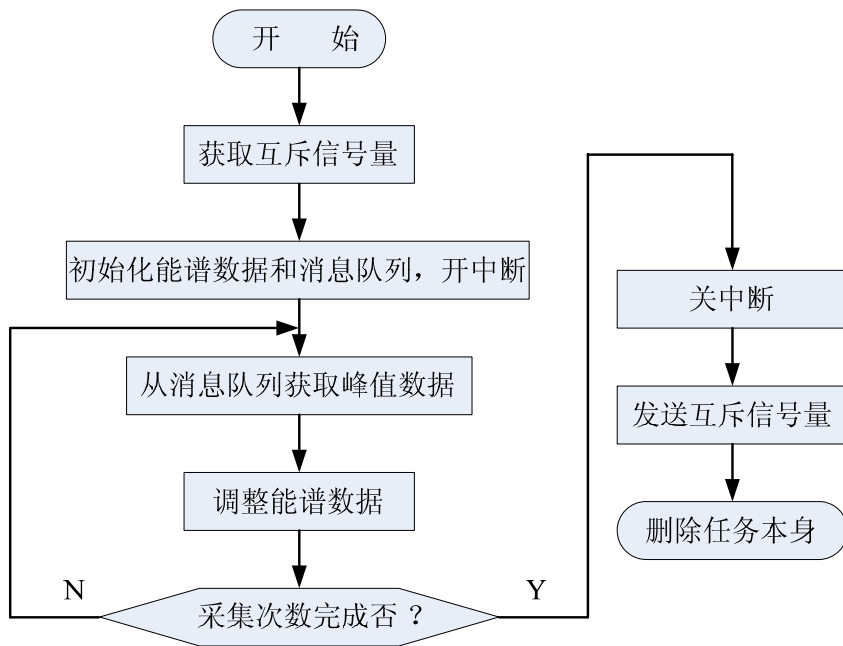 开 始
获取互斥信号量
初始化能谱数据和消息队列，开中断
从消息队列获取峰值数据
调整能谱数据
采集次数完成否？
N
Y
关中断
发送互斥信号量
删除任务本身